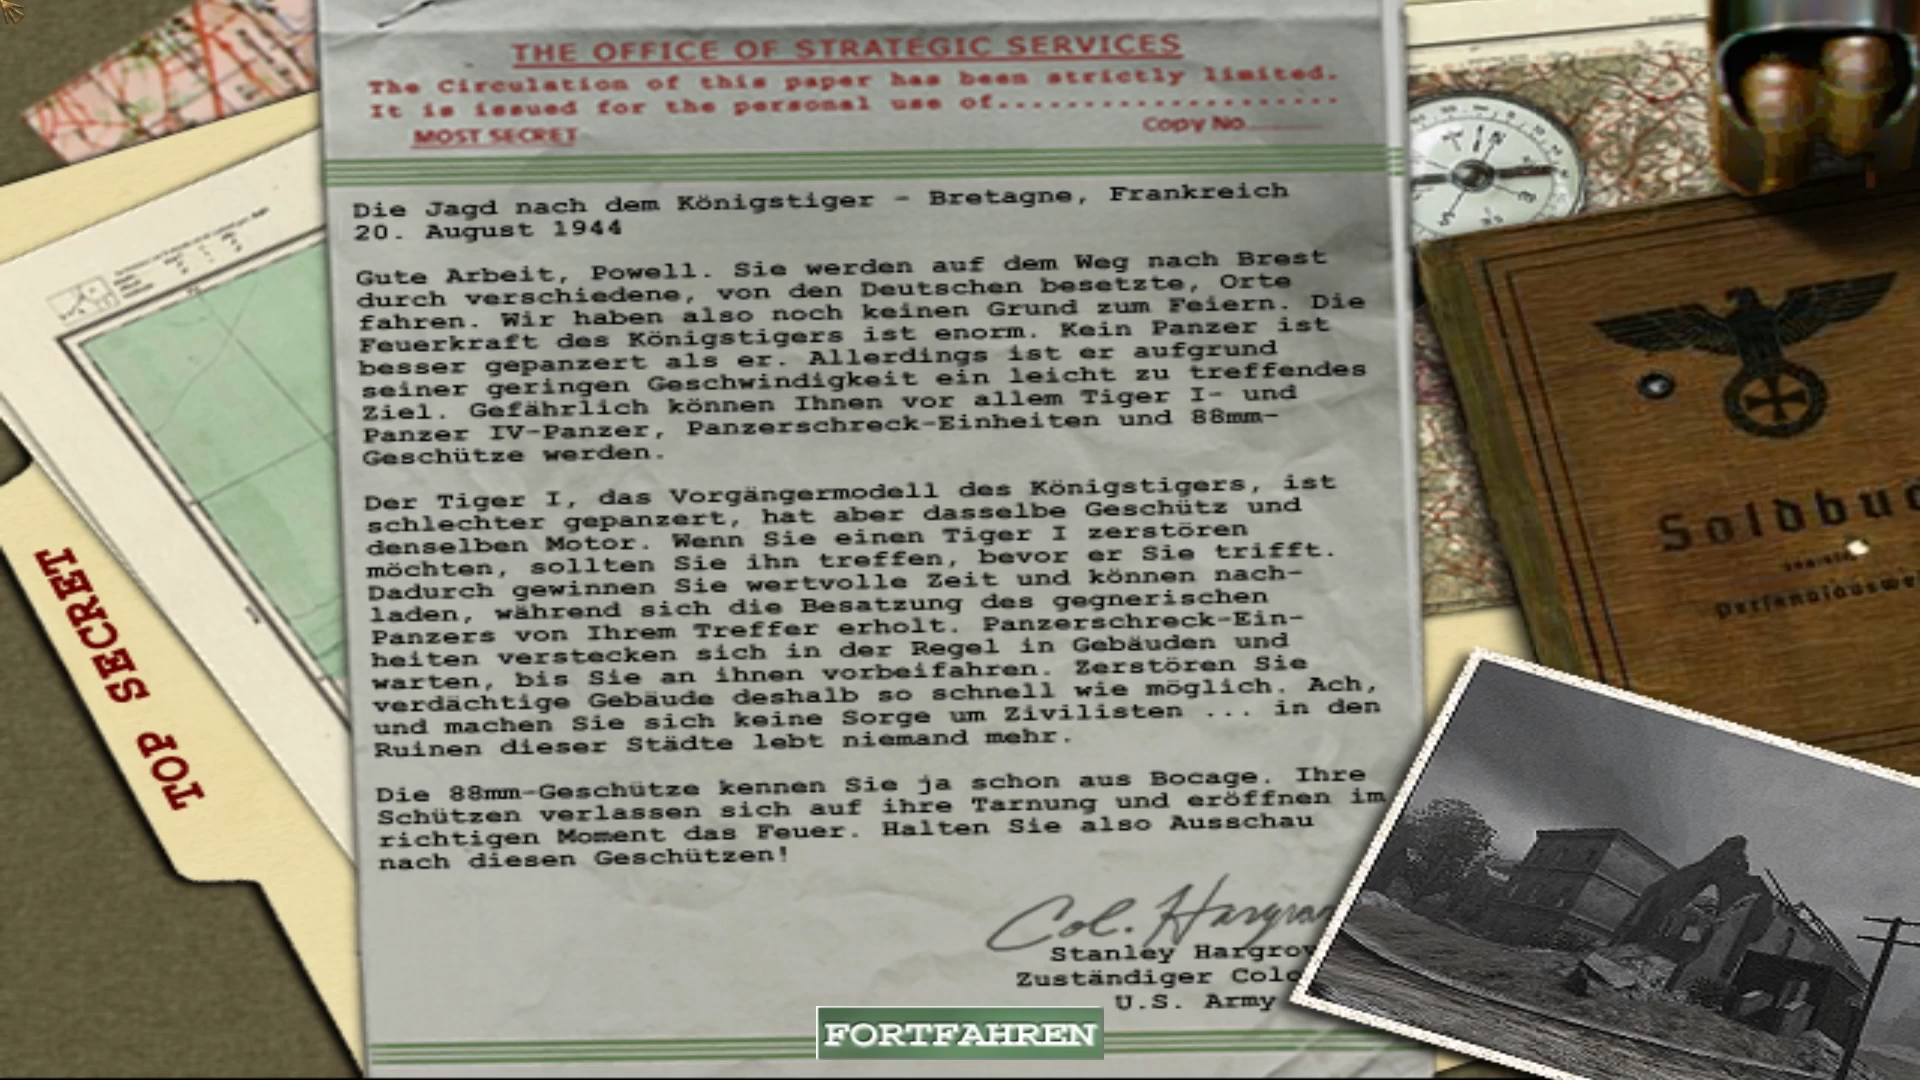 THE OFFICE OF STRATEGIC SERVICES
The Circulation of this paper has been strictly limited.
It is issued for the personal use of....................
MOST SECRET
Copy No.
Die Jagd nach dem Königstiger - Bretagne, Frankreich
20. August 1944
Gute Arbeit, Powell. Sie werden auf dem Weg nach Brest
durch verschiedene, von den Deutschen besetzte, Orte
fahren. Wir haben also noch keinen Grund zum Feiern. Die
Feuerkraft des Königstigers ist enorm. Kein Panzer ist
besser gepanzert als er. Allerdings ist er aufgrund
seiner geringen Geschwindigkeit ein leicht zu treffendes
Ziel. Gefährlich können Ihnen vor allem Tiger I- und
Panzer IV-Panzer, Panzerschreck-Einheiten und 88mm-
Geschütze werden.
Der Tiger I, das Vorgängermodell des Königstigers, ist
schlechter gepanzert, hat aber dasselbe Geschütz und
denselben Motor. Wenn Sie einen Tiger I zerstören
möchten, sollten Sie ihn treffen, bevor er Sie trifft.
Dadurch gewinnen Sie wertvolle Zeit und können nach-
laden, während sich die Besatzung des gegnerischen
Panzers von Ihrem Treffer erholt. Panzerschreck-Ein-
heiten verstecken sich in der Regel in Gebäuden und
warten, bis Sie an ihnen vorbeifahren. Zerstören Sie
verdächtige Gebäude deshalb so schnell wie möglich. Ach,
und machen Sie sich keine Sorge um Zivilisten ... in den
Ruinen dieser Städte lebt niemand mehr.
Die 88mm-Geschütze kennen Sie ja schon aus Bocage. Ihre
Schützen verlassen sich auf ihre Tarnung und eröffnen im
richtigen Moment das Feuer. Halten Sie also Ausschau
nach diesen Geschützen!
Col. Hargrov
Stanley Hargrov
Zuständiger Colo
U.S. Army
FORTFAHREN
TOP SECRET
Soldbuc
Personalauswei